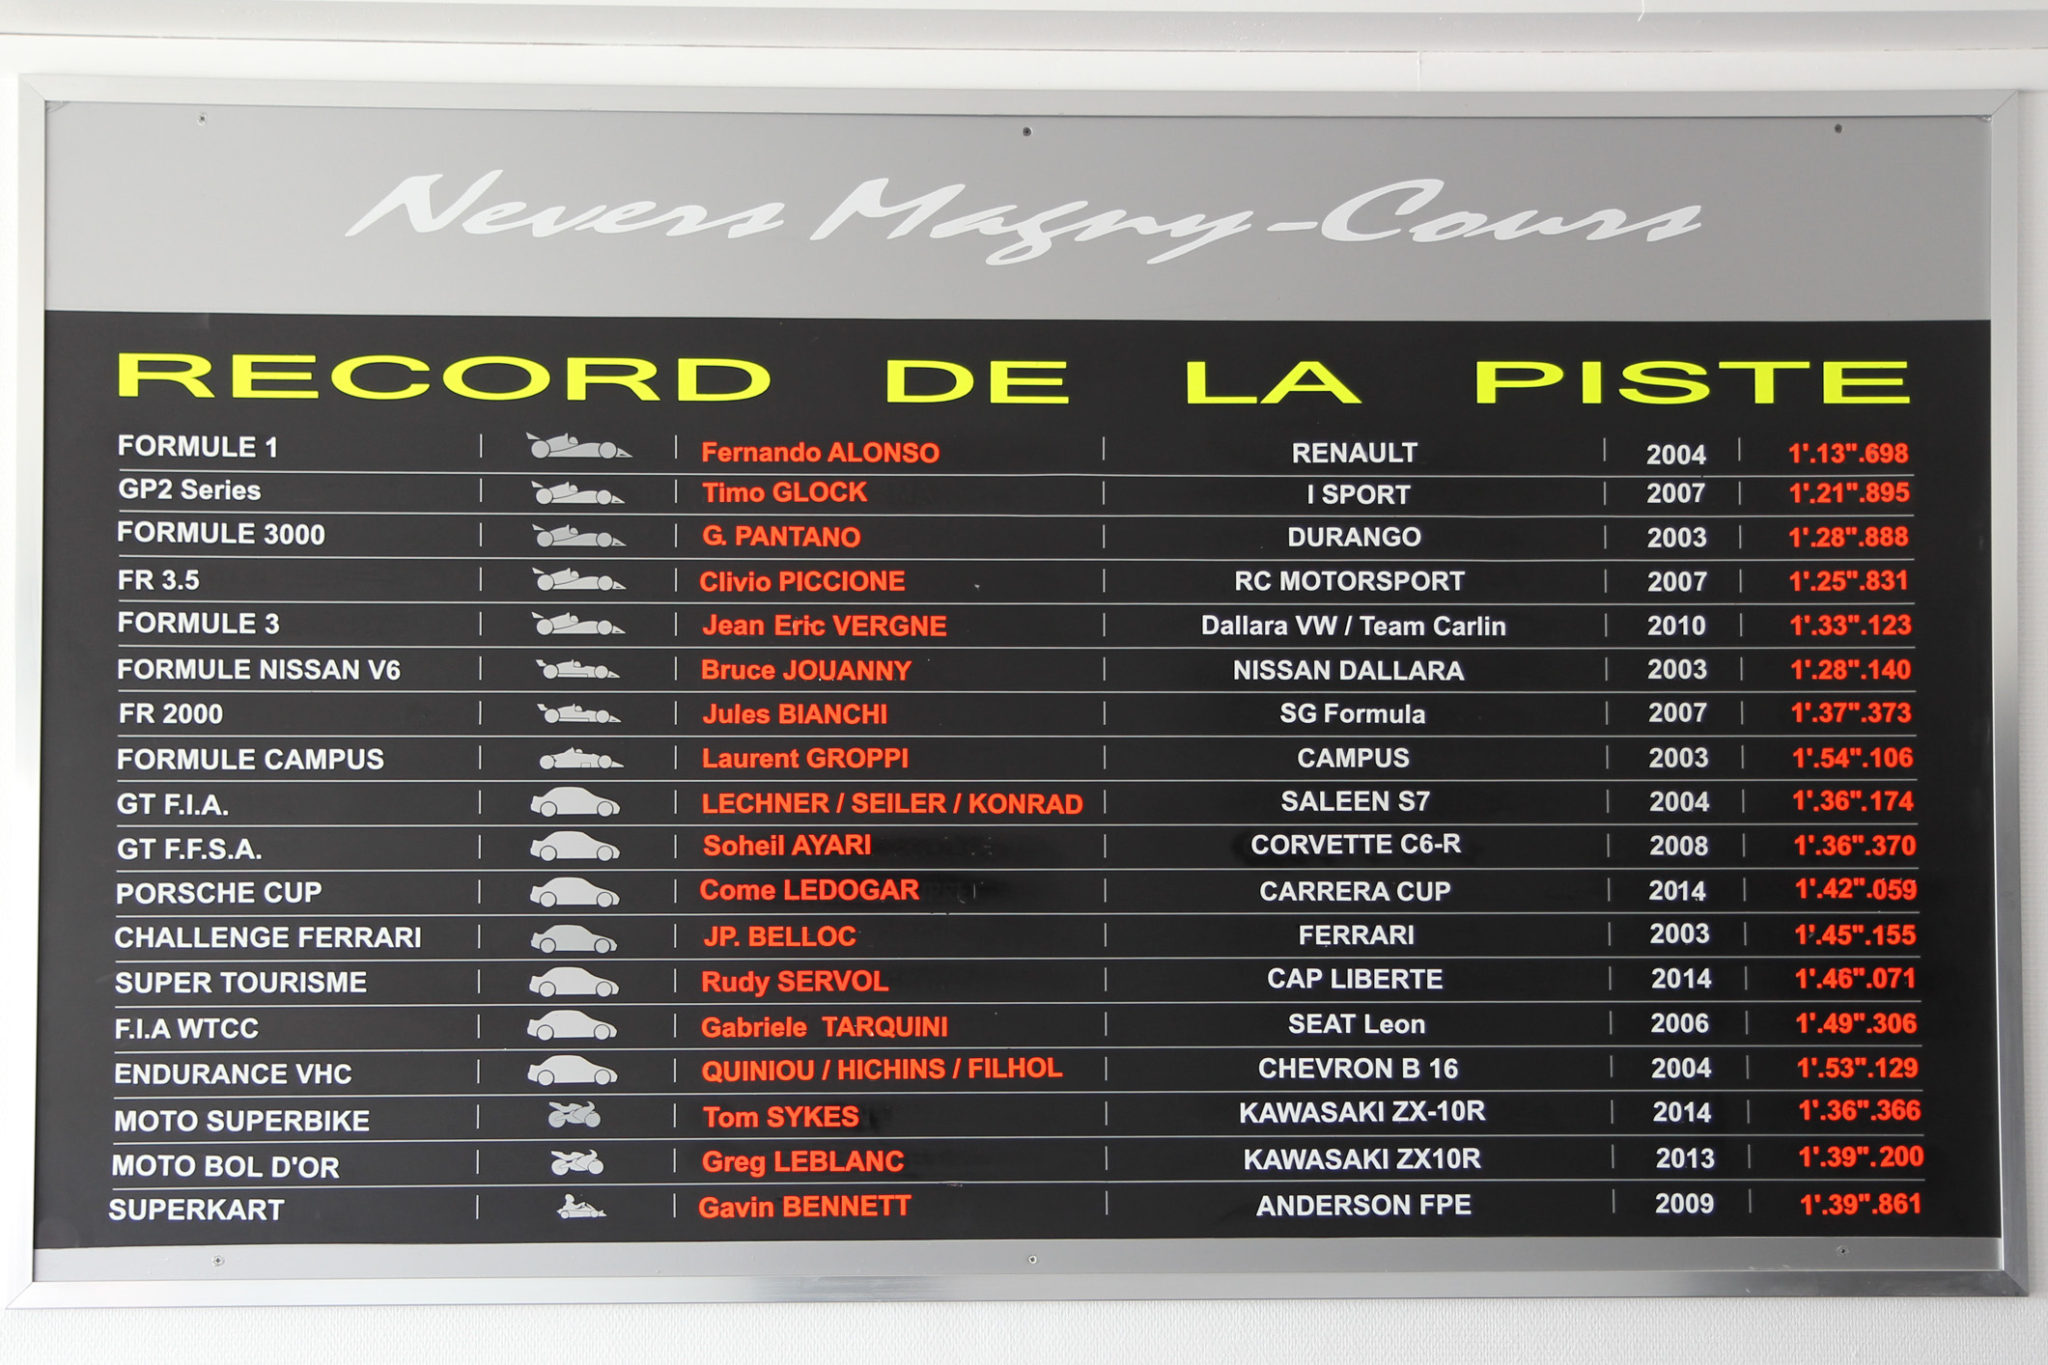 Nevers Magny-Cours
RECORD DE LA PISTE
FORMULE 1 | Fernando ALONSO | RENAULT | 2004 | 1'.13".698
GP2 Series | Timo GLOCK | I SPORT | 2007 | 1'.21".895
FORMULE 3000 | G. PANTANO | DURANGO | 2003 | 1'.28".888
FR 3.5 | Clivio PICCIONE | RC MOTORSPORT | 2007 | 1'.25".831
FORMULE 3 | Jean Eric VERGNE | Dallara VW / Team Carlin | 2010 | 1'.33".123
FORMULE NISSAN V6 | Bruce JOUANNY | NISSAN DALLARA | 2003 | 1'.28".140
FR 2000 | Jules BIANCHI | SG Formula | 2007 | 1'.37".373
FORMULE CAMPUS | Laurent GROPPI | CAMPUS | 2003 | 1'.54".106
GT F.I.A. | LECHNER / SEILER / KONRAD | SALEEN S7 | 2004 | 1'.36".174
GT F.F.S.A. | Soheil AYARI | CORVETTE C6-R | 2008 | 1'.36".370
PORSCHE CUP | Come LEDOGAR | CARRERA CUP | 2014 | 1'.42".059
CHALLENGE FERRARI | JP. BELLOC | FERRARI | 2003 | 1'.45".155
SUPER TOURISME | Rudy SERVOL | CAP LIBERTE | 2014 | 1'.46".071
F.I.A WTCC | Gabriele TARQUINI | SEAT Leon | 2006 | 1'.49".306
ENDURANCE VHC | QUINIOU / HICHINS / FILHOL | CHEVRON B 16 | 2004 | 1'.53".129
MOTO SUPERBIKE | Tom SYKES | KAWASAKI ZX-10R | 2014 | 1'.36".366
MOTO BOL D'OR | Greg LEBLANC | KAWASAKI ZX10R | 2013 | 1'.39".200
SUPERKART | Gavin BENNETT | ANDERSON FPE | 2009 | 1'.39".861